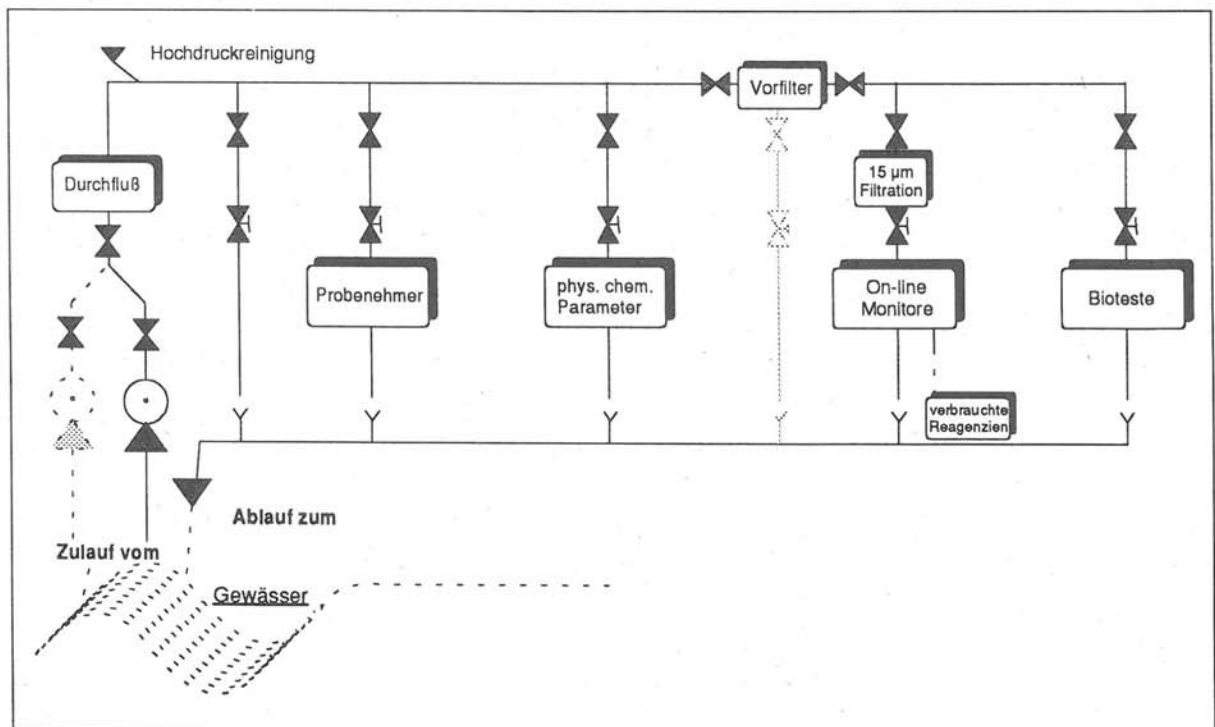 Hochdruckreinigung
Vorfilter
Durchfluß
15 µm
Filtration
Probenehmer
phys. chem.
Parameter
On-line
Monitore
Bioteste
verbrauchte
Reagenzien
Ablauf zum
Zulauf vom
Gewässer